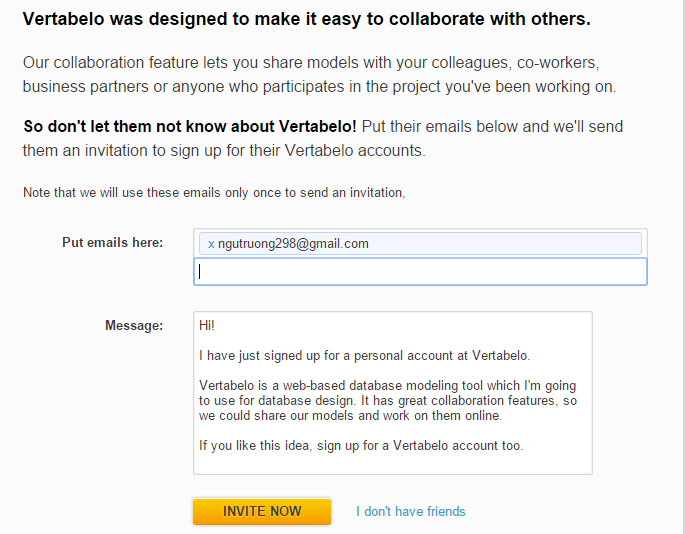 Vertabelo was designed to make it easy to collaborate with others.
Our collaboration feature lets you share models with your colleagues, co-workers,
business partners or anyone who participates in the project you've been working on.
So don't let them not know about Vertabelo! Put their emails below and we'll send
them an invitation to sign up for their Vertabelo accounts.
Note that we will use these emails only once to send an invitation,
Put emails here:
x ngutruong298@gmail.com
Message:
Hi!
I have just signed up for a personal account at Vertabelo.
Vertabelo is a web-based database modeling tool which I'm going
to use for database design. It has great collaboration features, so
we could share our models and work on them online.
If you like this idea, sign up for a Vertabelo account too.
INVITE NOW
I don't have friends